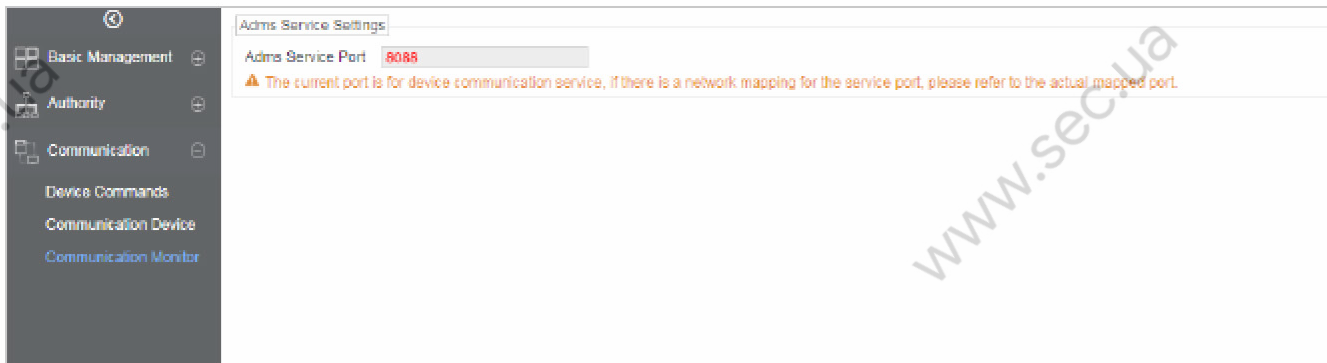 Adms Service Settings
Basic Management
Adms Service Port 8088
The current port is for device communication service, if there is a network mapping for the service port, please refer to the actual mapped port.
Authority
Communication
Device Commands
Communication Device
Communication Monitor
www.sec.ua
.ua